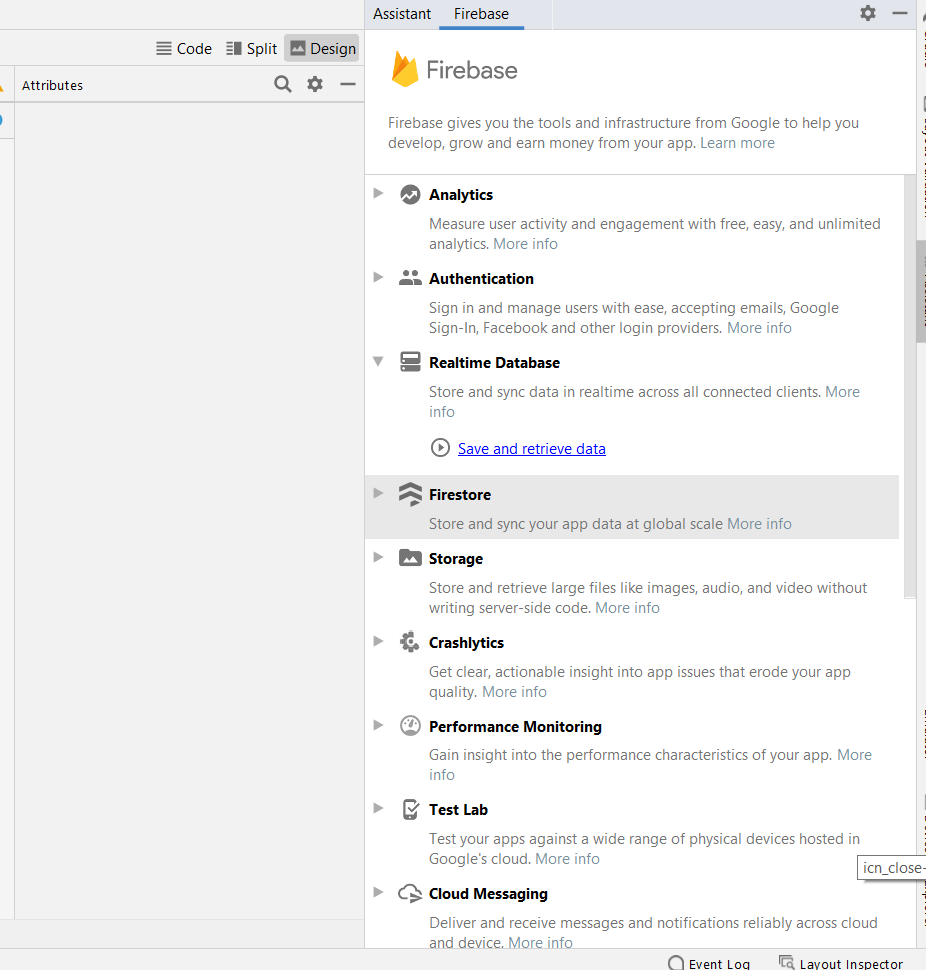 Assistant Firebase
Code Split Design
Attributes
Firebase
Firebase gives you the tools and infrastructure from Google to help you
develop, grow and earn money from your app. Learn more
Analytics
Measure user activity and engagement with free, easy, and unlimited
analytics. More info
Authentication
Sign in and manage users with ease, accepting emails, Google
Sign-In, Facebook and other login providers. More info
Realtime Database
Store and sync data in realtime across all connected clients. More
info
Save and retrieve data
Firestore
Store and sync your app data at global scale More info
Storage
Store and retrieve large files like images, audio, and video without
writing server-side code. More info
Crashlytics
Get clear, actionable insight into app issues that erode your app
quality. More info
Performance Monitoring
Gain insight into the performance characteristics of your app. More
info
Test Lab
Test your apps against a wide range of physical devices hosted in
Google's cloud. More info
icn_close-
Cloud Messaging
Deliver and receive messages and notifications reliably across cloud
and device. More info
Event Log Layout Inspector